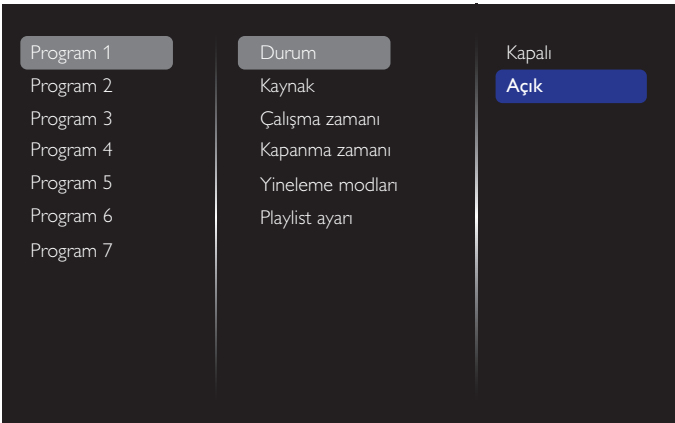 Program 1
Program 2
Program 3
Program 4
Program 5
Program 6
Program 7
Durum
Kaynak
Çalışma zamanı
Kapanma zamanı
Yineleme modları
Playlist ayarı
Kapalı
Açık